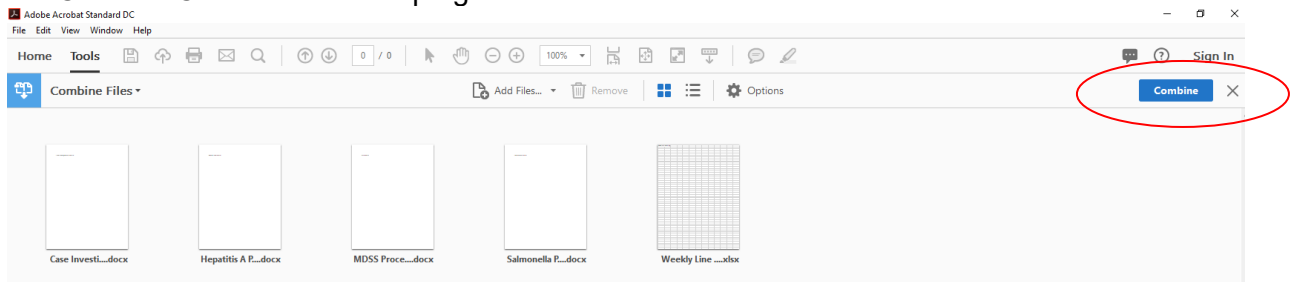 Adobe Acrobat Standard DC
File Edit View Window Help
Home Tools 0 / 0 100% Sign In
Combine Files Add Files... Remove Options Combine
Case Investi....docx Hepatitis A P....docx MDSS Proce....docx Salmonella P....docx Weekly Line ....xlsx